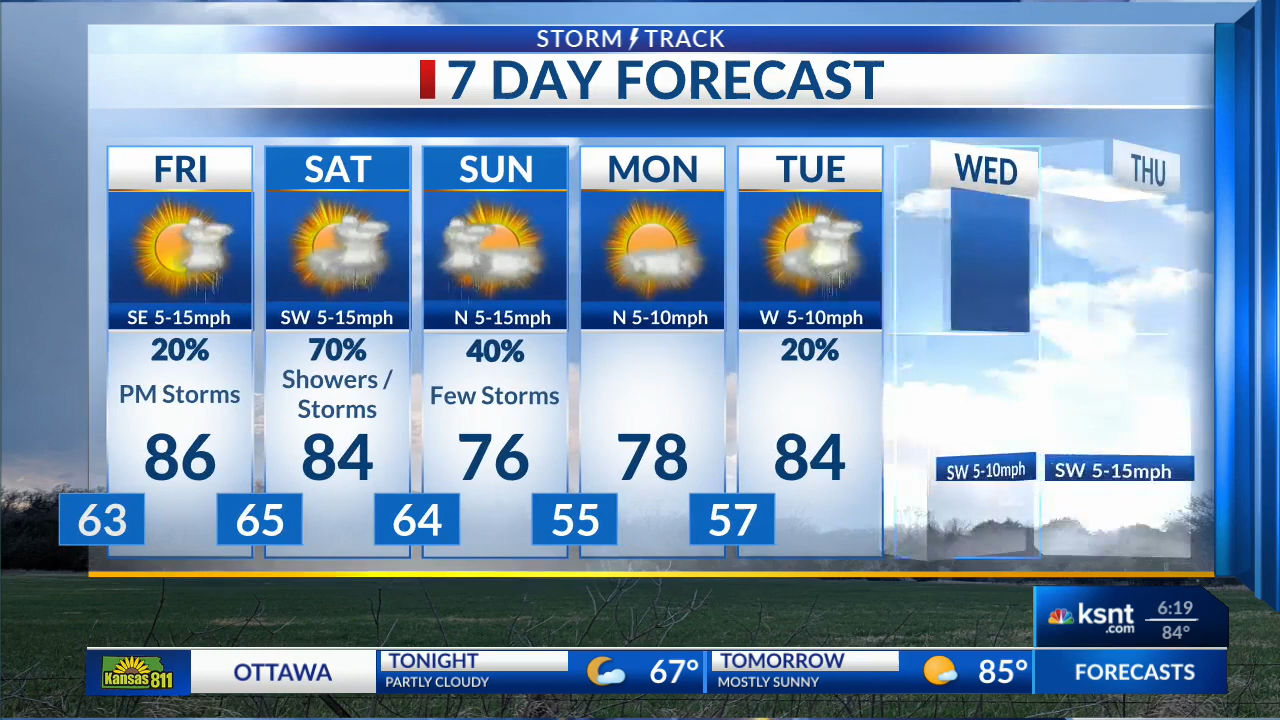 STORM TRACK
7 DAY FORECAST
FRI
SAT
SUN
MON
TUE
WED
THU
SE 5-15mph
SW 5-15mph
N 5-15mph
N 5-10mph
W 5-10mph
20%
70%
40%
20%
PM Storms
Showers /
Storms
Few Storms
86
84
76
78
84
SW 5-10mph
SW 5-15mph
63
65
64
55
57
ksnt
.com
6:19
84°
Kansas 811
OTTAWA
TONIGHT
PARTLY CLOUDY
67°
TOMORROW
MOSTLY SUNNY
85°
FORECASTS